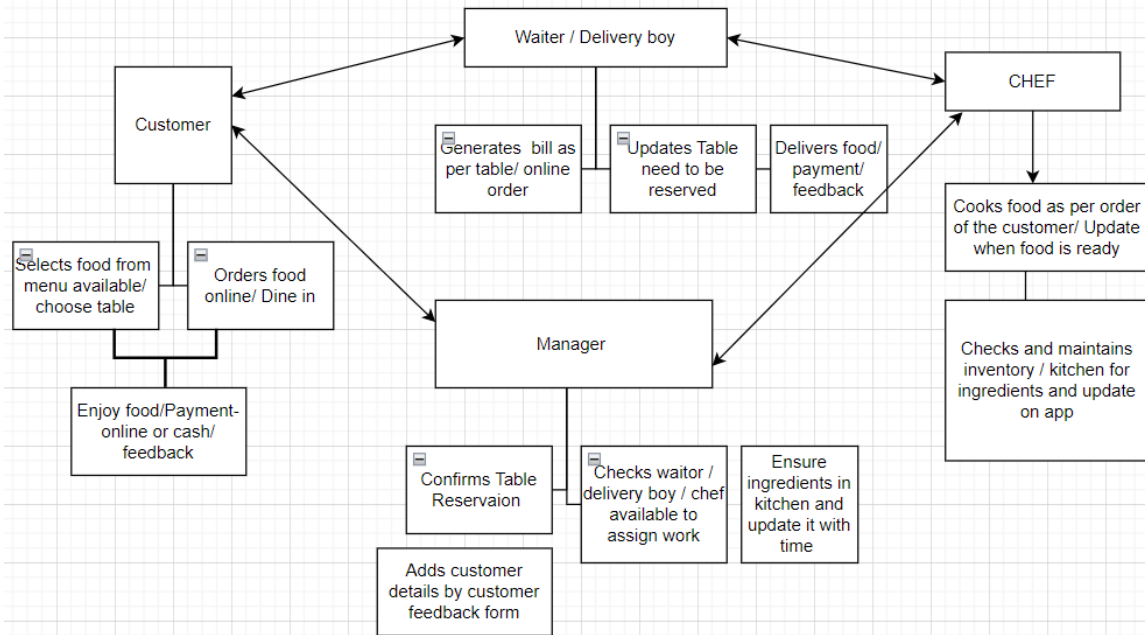 Waiter / Delivery boy
CHEF
Customer
Generates  bill as
per table/ online
order
Updates Table
need to be
reserved
Delivers food/
payment/
feedback
Cooks food as per order
of the customer/ Update
when food is ready
Selects food from
menu available/
choose table
Orders food
online/ Dine in
Manager
Checks and maintains
inventory / kitchen for
ingredients and update
on app
Enjoy food/Payment-
online or cash/
feedback
Confirms Table
Reservaion
Checks waitor /
delivery boy / chef
available to
assign work
Ensure
ingredients in
kitchen and
update it with
time
Adds customer
details by customer
feedback form